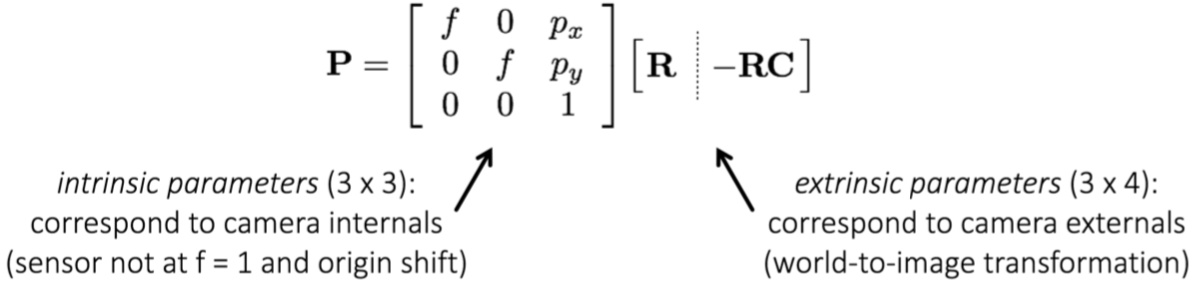 P = [ f 0 p_x
0 f p_y
0 0 1 ] [ R ┊ −RC ]
intrinsic parameters (3 x 3):
correspond to camera internals
(sensor not at f = 1 and origin shift)
extrinsic parameters (3 x 4):
correspond to camera externals
(world-to-image transformation)